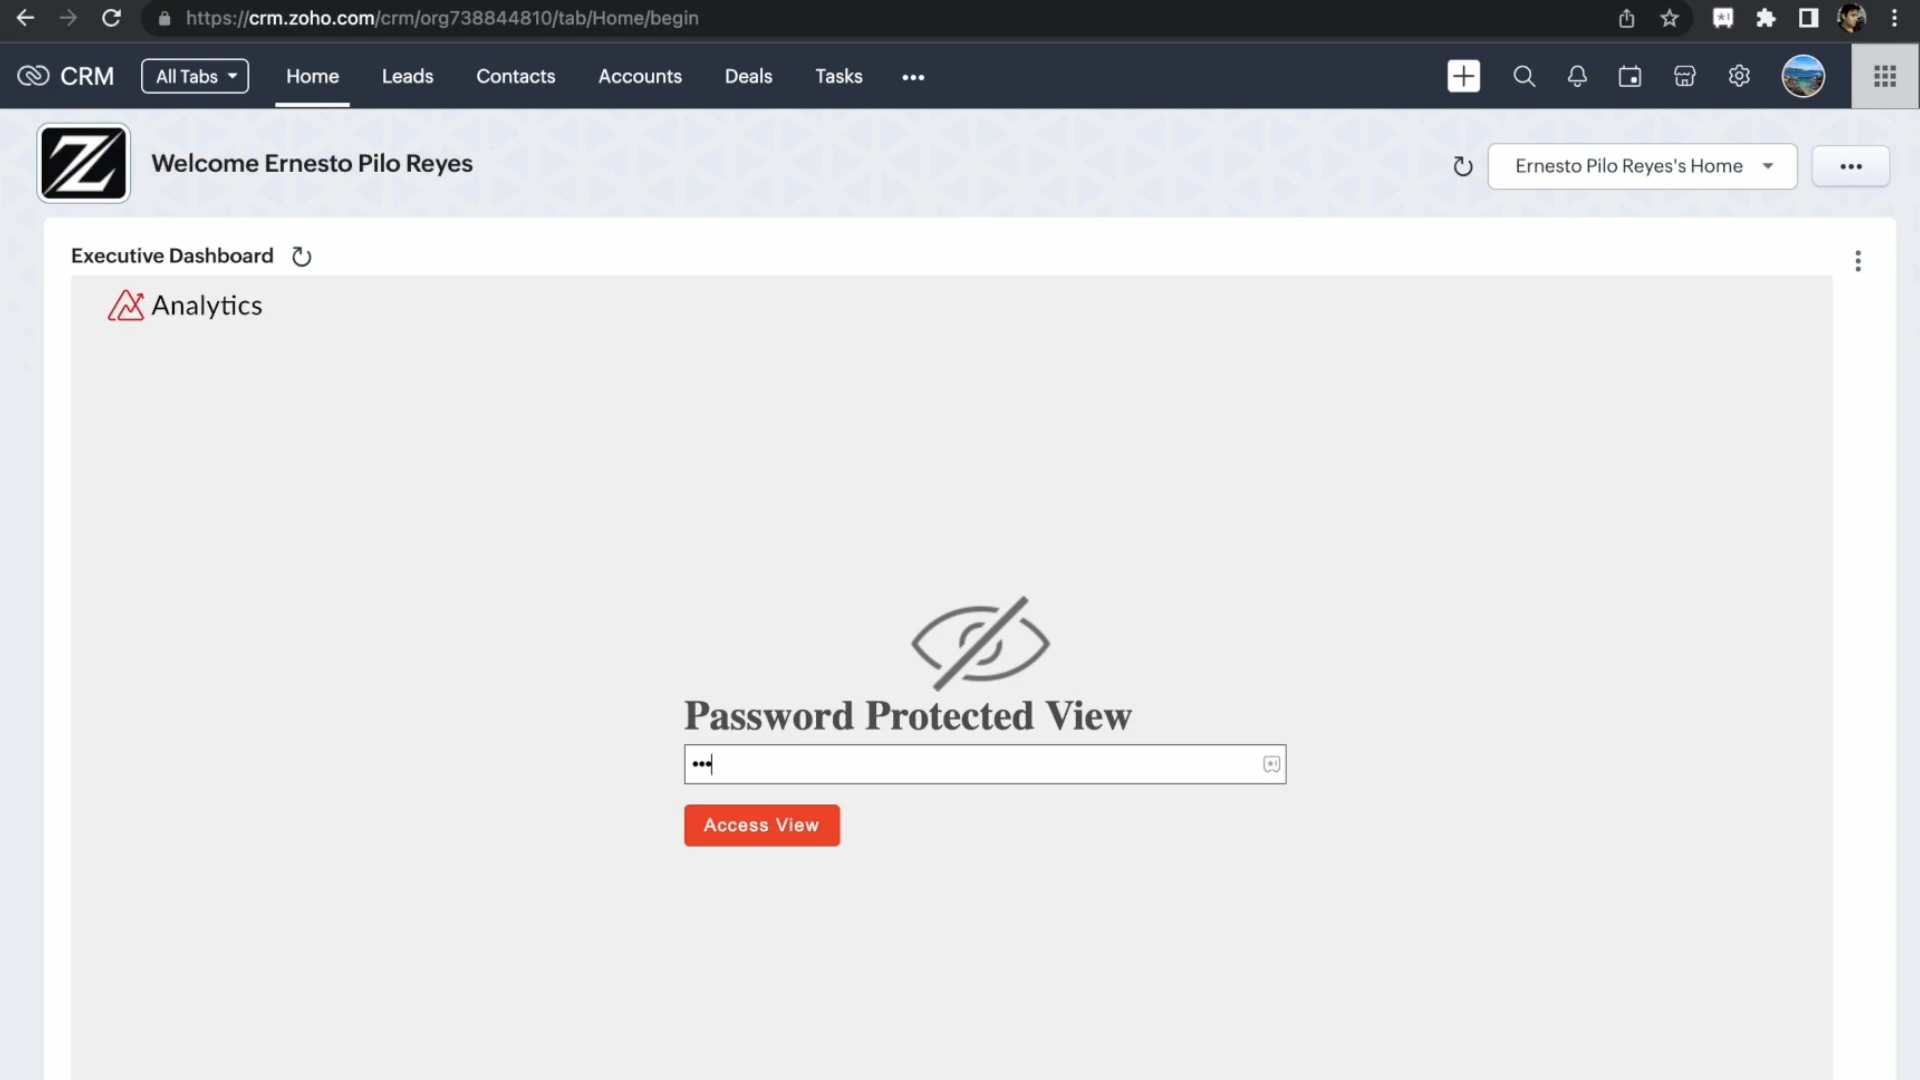 https://crm.zoho.com/crm/org738844810/tab/Home/begin
CRM
All Tabs
Home
Leads
Contacts
Accounts
Deals
Tasks
Welcome Ernesto Pilo Reyes
Ernesto Pilo Reyes's Home
Executive Dashboard
Analytics
Password Protected View
•••
Access View